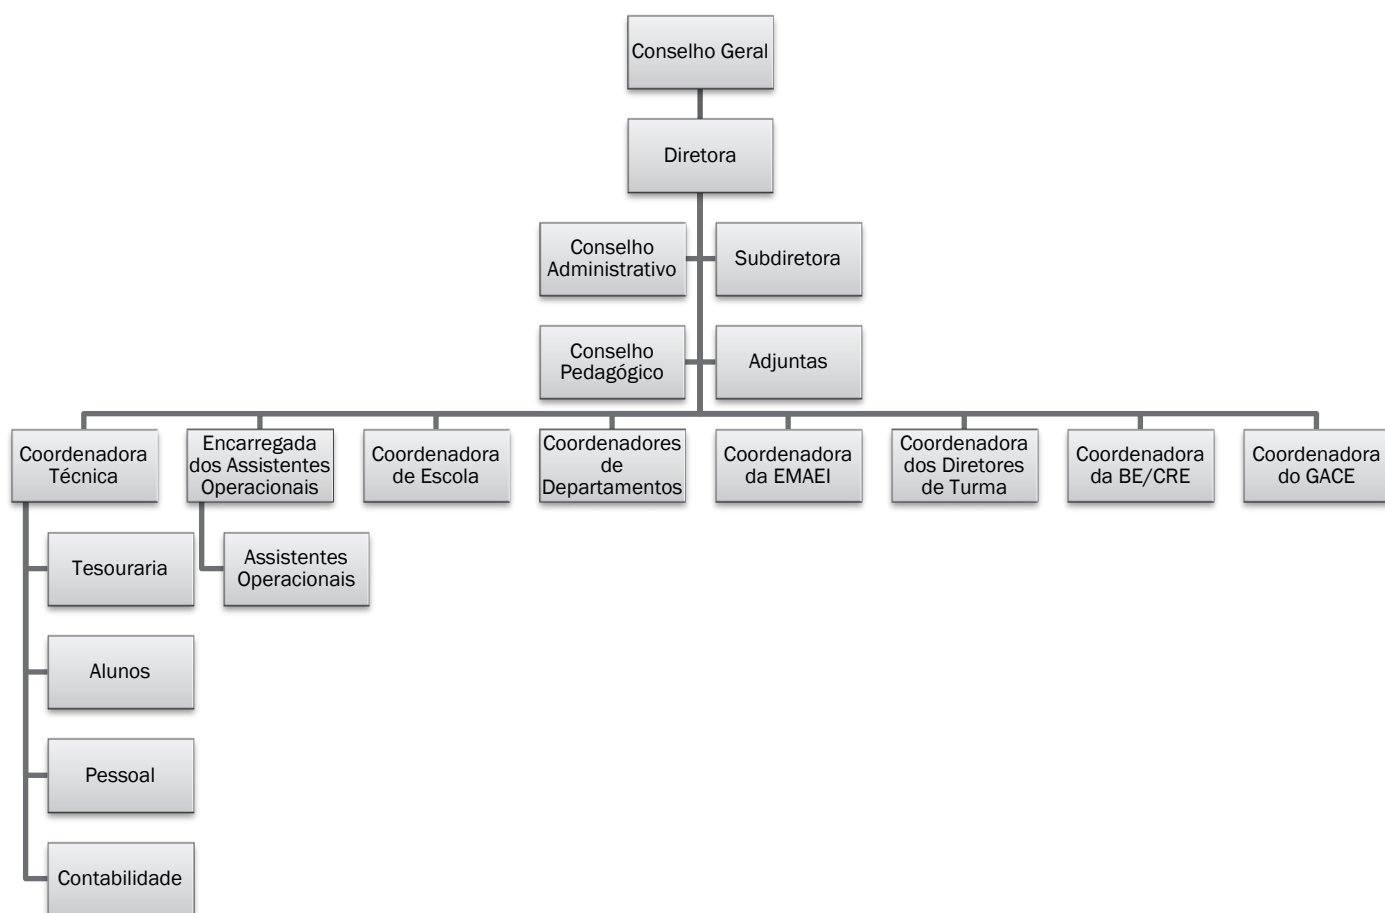 Conselho Geral
Diretora
Conselho
Administrativo
Subdiretora
Conselho
Pedagógico
Adjuntas
Coordenadora
Técnica
Encarregada
dos Assistentes
Operacionais
Coordenadora
de Escola
Coordenadores
de
Departamentos
Coordenadora
da EMAEI
Coordenadora
dos Diretores
de Turma
Coordenadora
da BE/CRE
Coordenadora
do GACE
Tesouraria
Assistentes
Operacionais
Alunos
Pessoal
Contabilidade